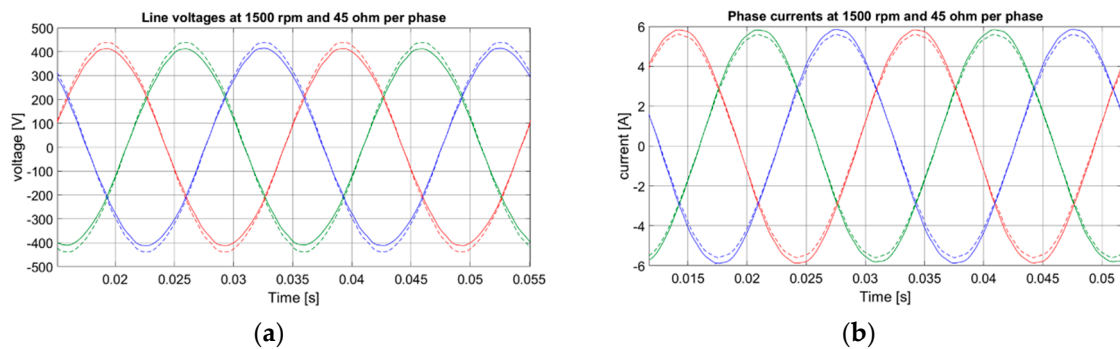 Line voltages at 1500 rpm and 45 ohm per phase
500
400
300
200
100
0
-100
-200
-300
-400
-500
voltage [V]
0.02 0.025 0.03 0.035 0.04 0.045 0.05 0.055
Time [s]
(a)
Phase currents at 1500 rpm and 45 ohm per phase
6
4
2
0
-2
-4
-6
current [A]
0.015 0.02 0.025 0.03 0.035 0.04 0.045 0.05
Time [s]
(b)